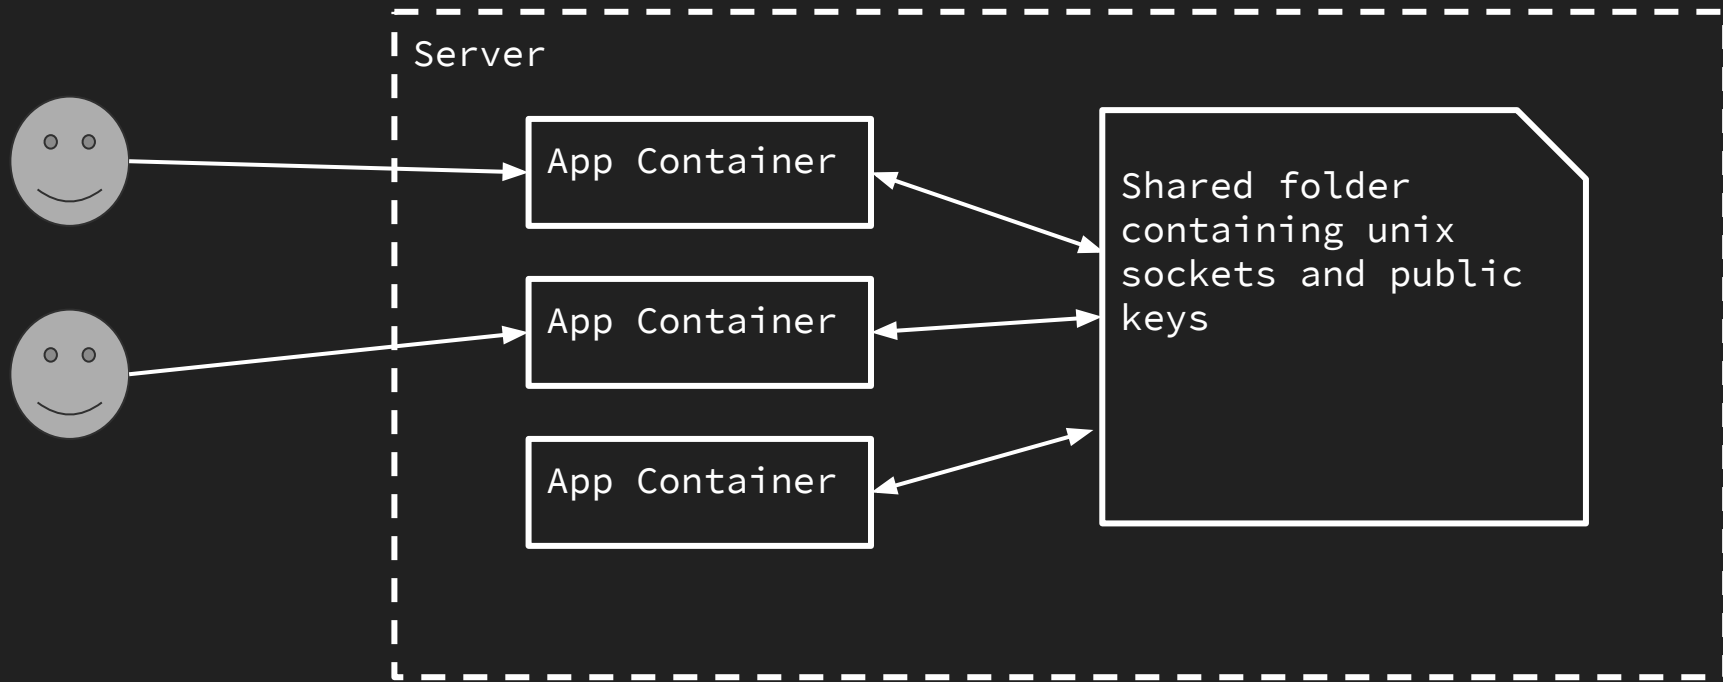 Server
App Container
Shared folder
containing unix
sockets and public
keys
App Container
App Container